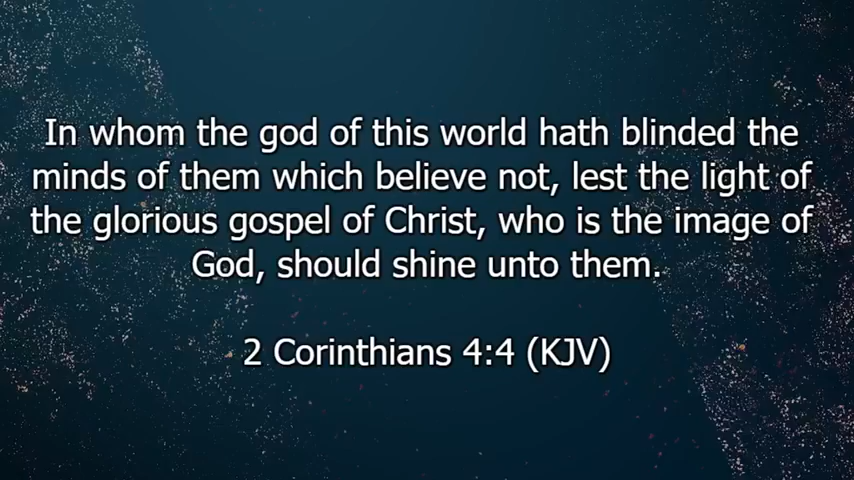 In whom the god of this world hath blinded the
minds of them which believe not, lest the light of
the glorious gospel of Christ, who is the image of
God, should shine unto them.
2 Corinthians 4:4 (KJV)